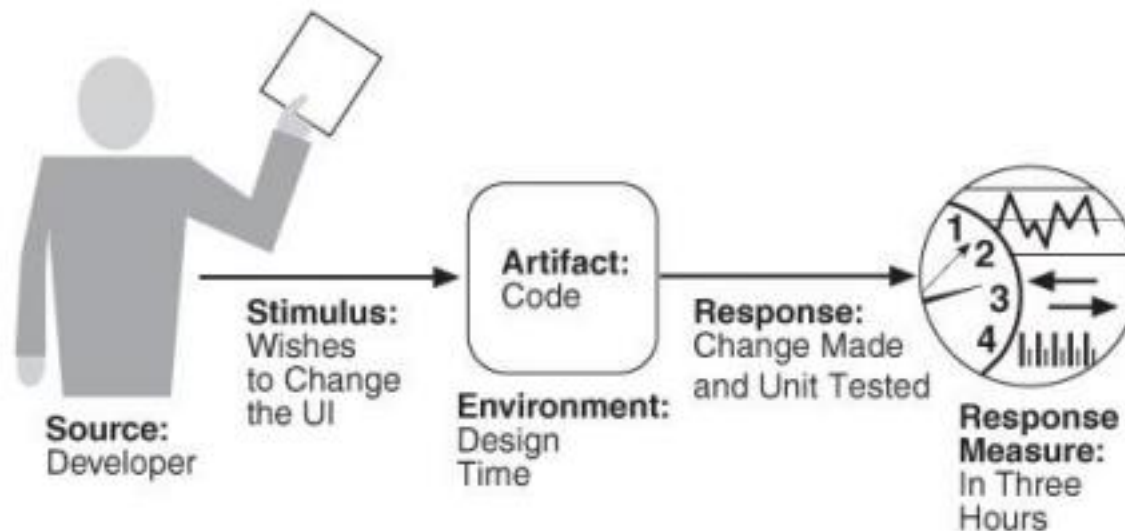 Source:
Developer
Stimulus:
Wishes
to Change
the UI
Artifact:
Code
Environment:
Design
Time
Response:
Change Made
and Unit Tested
1
2
3
4
Response
Measure:
In Three
Hours